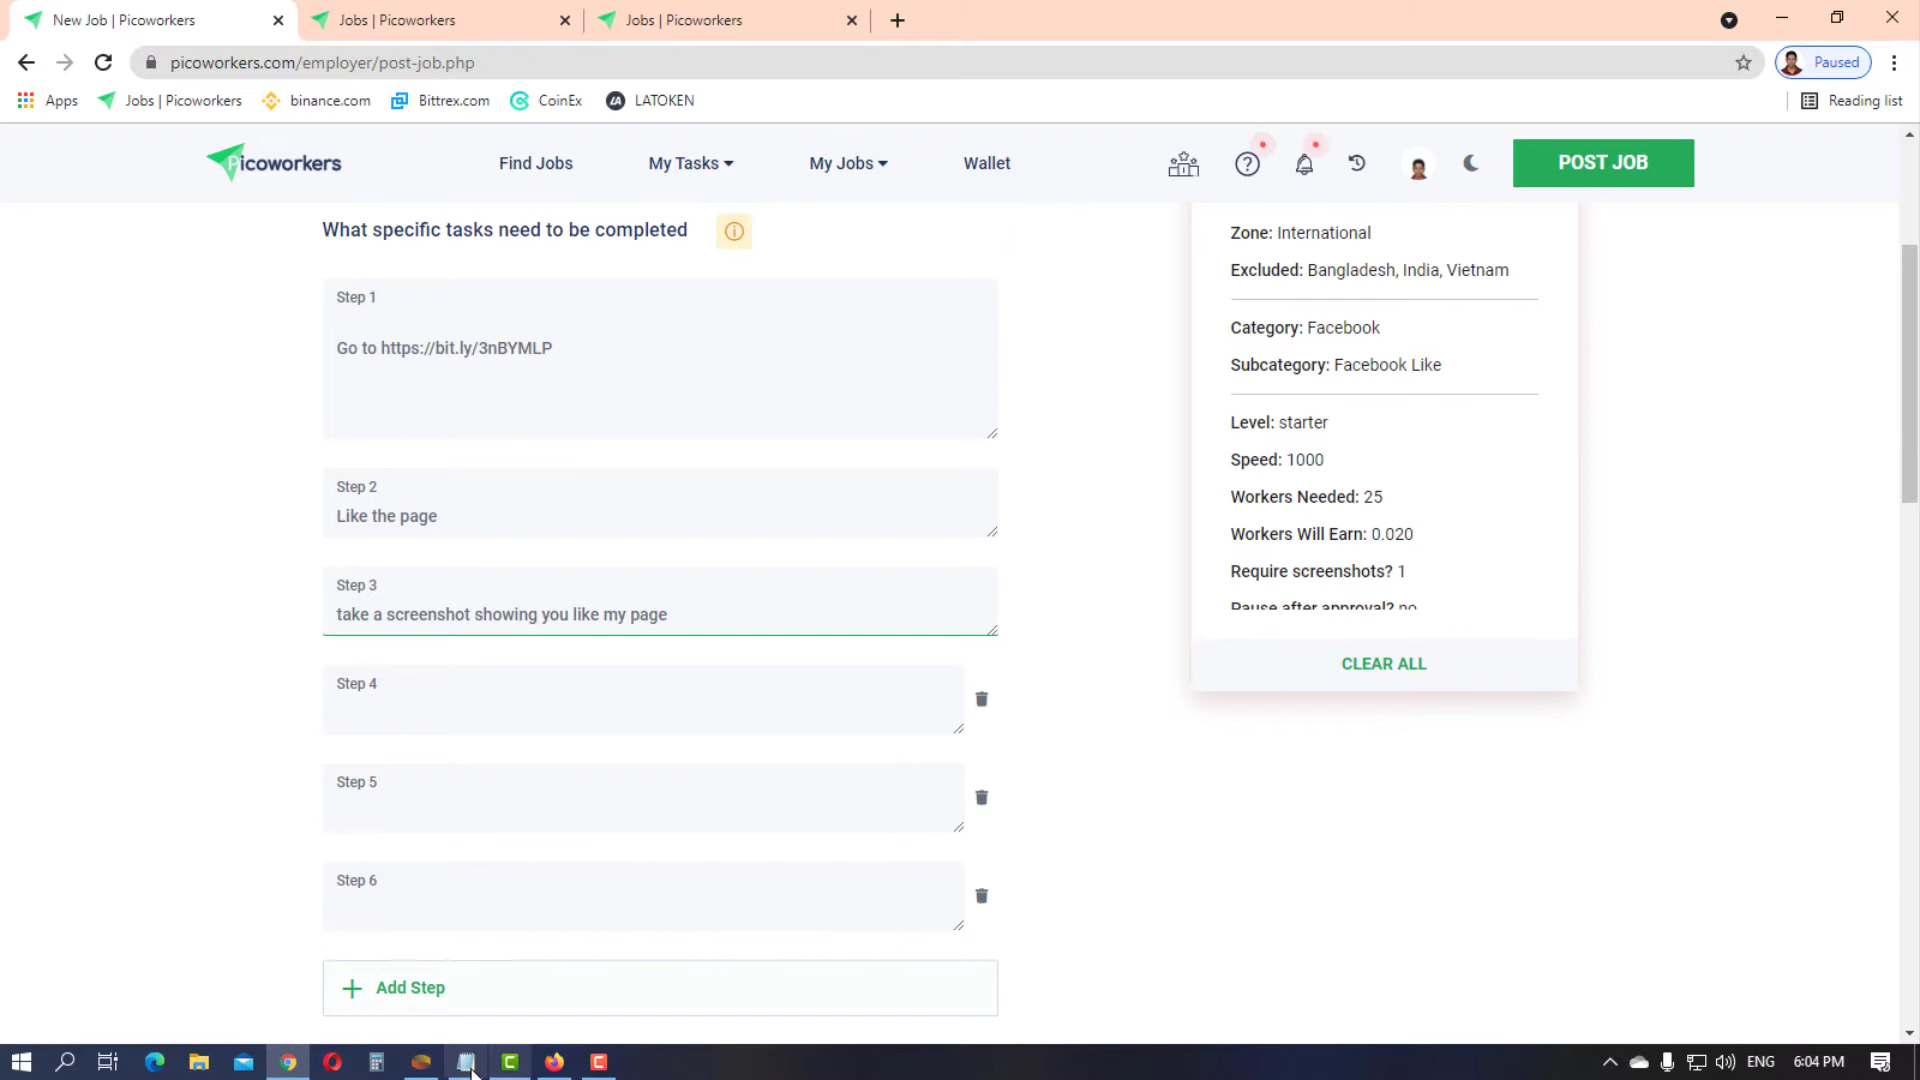 New Job | Picoworkers
Jobs | Picoworkers
Jobs | Picoworkers
picoworkers.com/employer/post-job.php
Paused
Apps
Jobs | Picoworkers
binance.com
Bittrex.com
CoinEx
LATOKEN
Reading list
Picoworkers
Find Jobs
My Tasks
My Jobs
Wallet
POST JOB
What specific tasks need to be completed
Step 1
Go to https://bit.ly/3nBYMLP
Step 2
Like the page
Step 3
take a screenshot showing you like my page
Step 4
Step 5
Step 6
Add Step
Zone: International
Excluded: Bangladesh, India, Vietnam
Category: Facebook
Subcategory: Facebook Like
Level: starter
Speed: 1000
Workers Needed: 25
Workers Will Earn: 0.020
Require screenshots? 1
Pause after approval? no
CLEAR ALL
ENG
6:04 PM